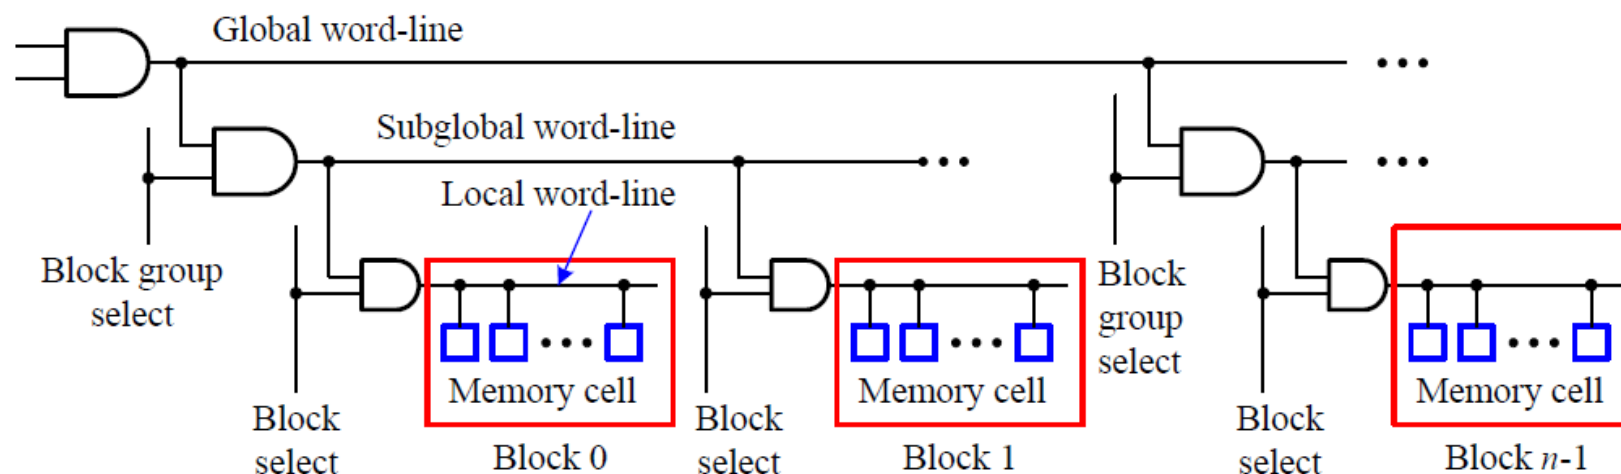 Global word-line
Subglobal word-line
Local word-line
Block group
select
Block
group
select
Memory cell
Memory cell
Memory cell
Block
select
Block 0
Block
select
Block 1
Block
select
Block n-1